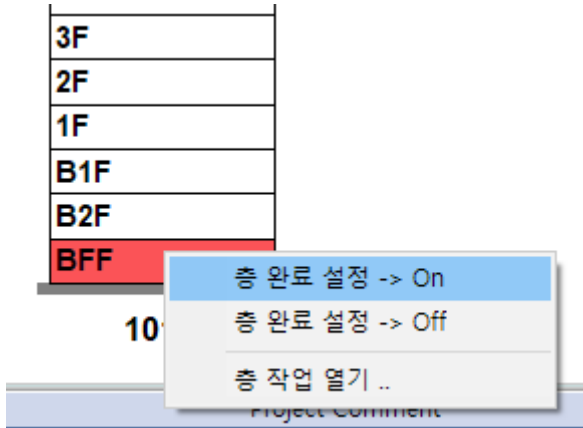 3F
2F
1F
B1F
B2F
BFF
층 완료 설정 -> On
10
층 완료 설정 -> Off
층 작업 열기 ..
Project Comment